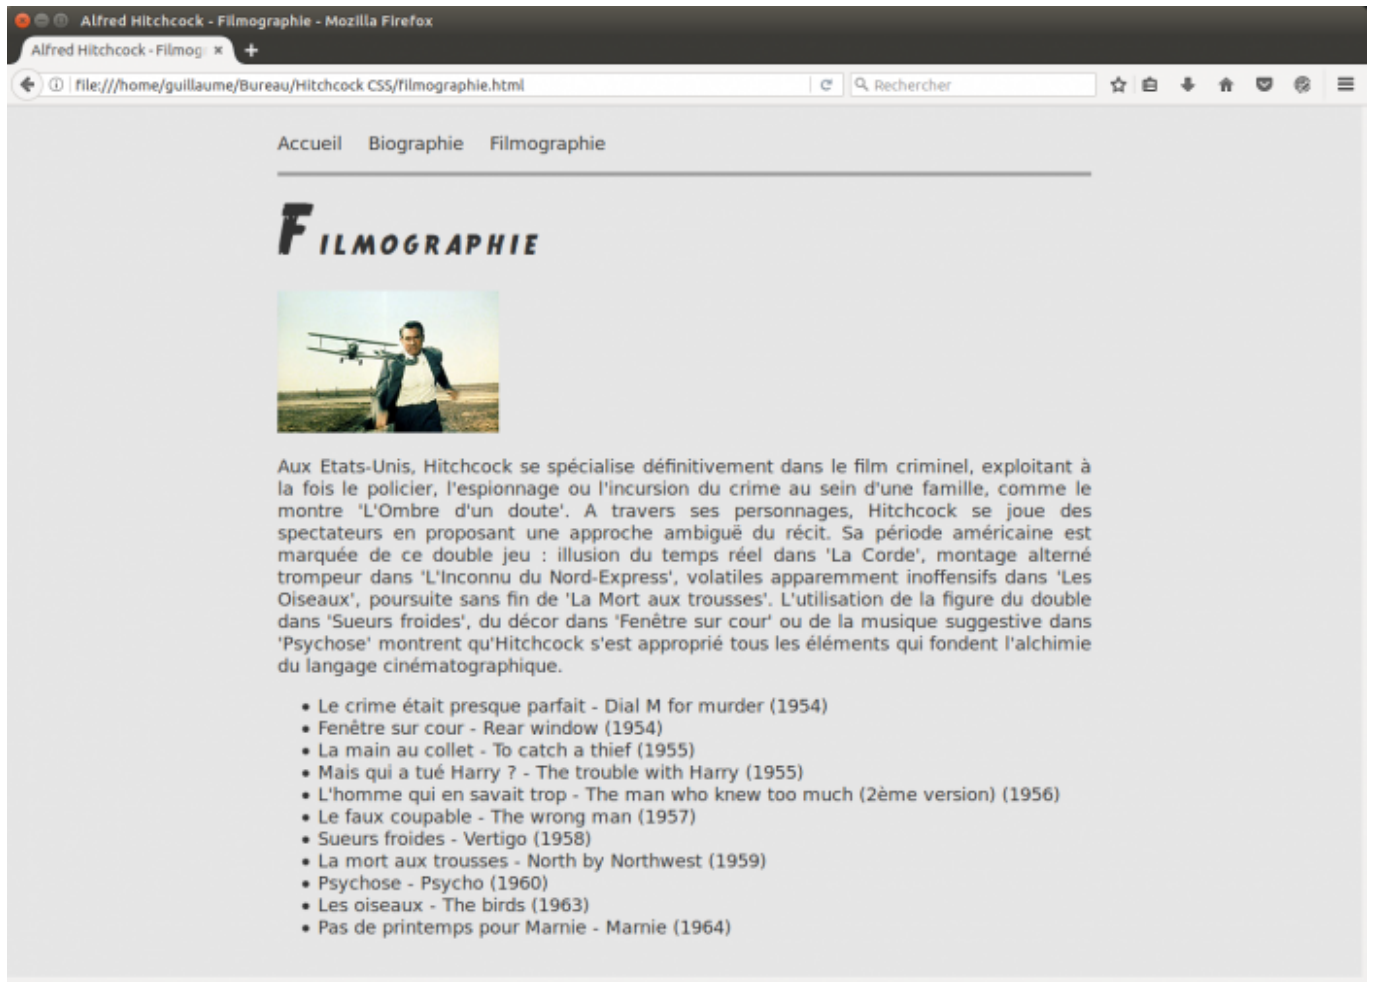 Alfred Hitchcock - Filmographie - Mozilla Firefox
Alfred Hitchcock - Filmog
file:///home/guillaume/Bureau/Hitchcock CSS/filmographie.html
Rechercher
Accueil Biographie Filmographie
FILMOGRAPHIE
Aux Etats-Unis, Hitchcock se spécialise définitivement dans le film criminel, exploitant à
la fois le policier, l'espionnage ou l'incursion du crime au sein d'une famille, comme le
montre 'L'Ombre d'un doute'. A travers ses personnages, Hitchcock se joue des
spectateurs en proposant une approche ambiguë du récit. Sa période américaine est
marquée de ce double jeu : illusion du temps réel dans 'La Corde', montage alterné
trompeur dans 'L'Inconnu du Nord-Express', volatiles apparemment inoffensifs dans 'Les
Oiseaux', poursuite sans fin de 'La Mort aux trousses'. L'utilisation de la figure du double
dans 'Sueurs froides', du décor dans 'Fenêtre sur cour' ou de la musique suggestive dans
'Psychose' montrent qu'Hitchcock s'est approprié tous les éléments qui fondent l'alchimie
du langage cinématographique.
• Le crime était presque parfait - Dial M for murder (1954)
• Fenêtre sur cour - Rear window (1954)
• La main au collet - To catch a thief (1955)
• Mais qui a tué Harry ? - The trouble with Harry (1955)
• L'homme qui en savait trop - The man who knew too much (2ème version) (1956)
• Le faux coupable - The wrong man (1957)
• Sueurs froides - Vertigo (1958)
• La mort aux trousses - North by Northwest (1959)
• Psychose - Psycho (1960)
• Les oiseaux - The birds (1963)
• Pas de printemps pour Marnie - Marnie (1964)